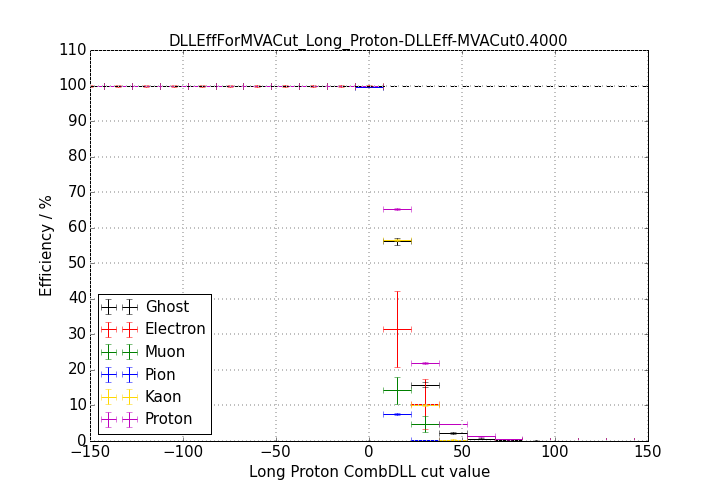 DLLEffForMVACut_Long_Proton-DLLEff-MVACut0.4000
110
100
90
80
70
60
50
40
30
20
10
0
Efficiency / %
Ghost
Electron
Muon
Pion
Kaon
Proton
−150 −100 −50 0 50 100 150
Long Proton CombDLL cut value